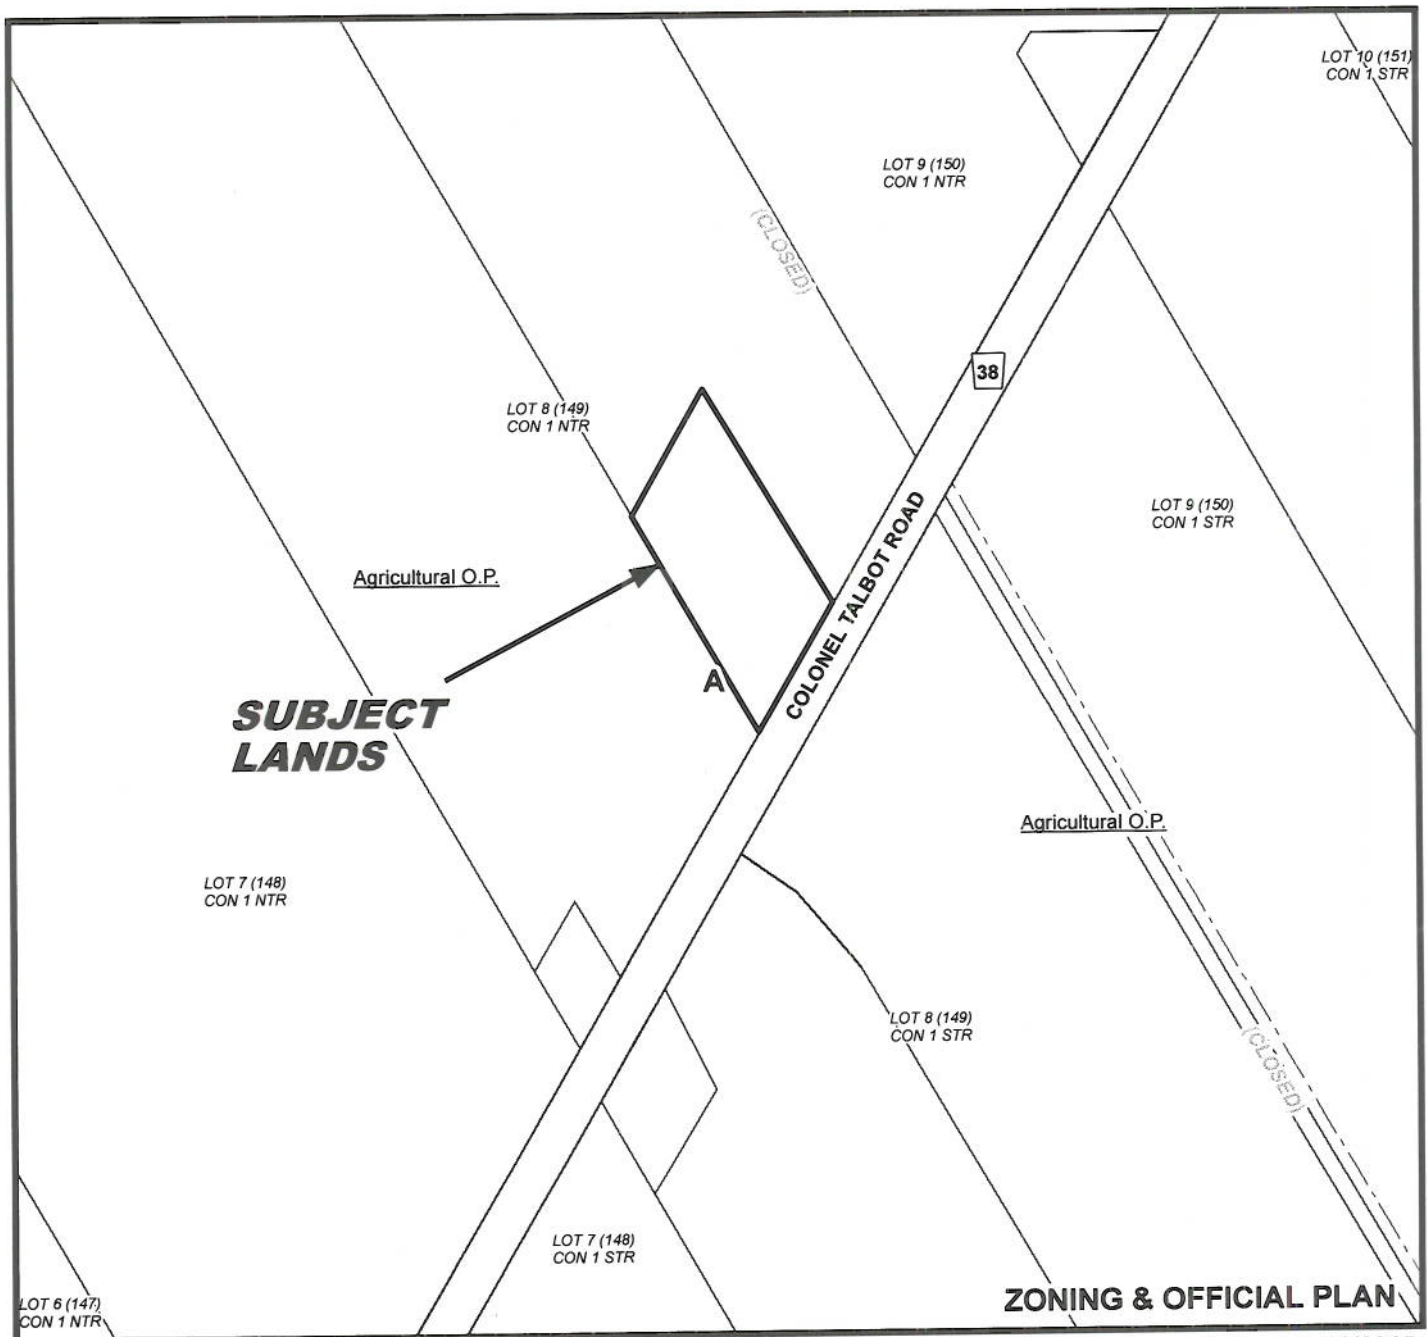 LOT 10 (151)
CON 1 STR
LOT 9 (150)
CON 1 NTR
(CLOSED)
38
LOT 8 (149)
CON 1 NTR
LOT 9 (150)
CON 1 STR
COLONEL TALBOT ROAD
Agricultural O.P.
A
SUBJECT
LANDS
Agricultural O.P.
LOT 7 (148)
CON 1 NTR
LOT 8 (149)
CON 1 STR
(CLOSED)
LOT 7 (148)
CON 1 STR
LOT 6 (147)
CON 1 NTR
ZONING & OFFICIAL PLAN